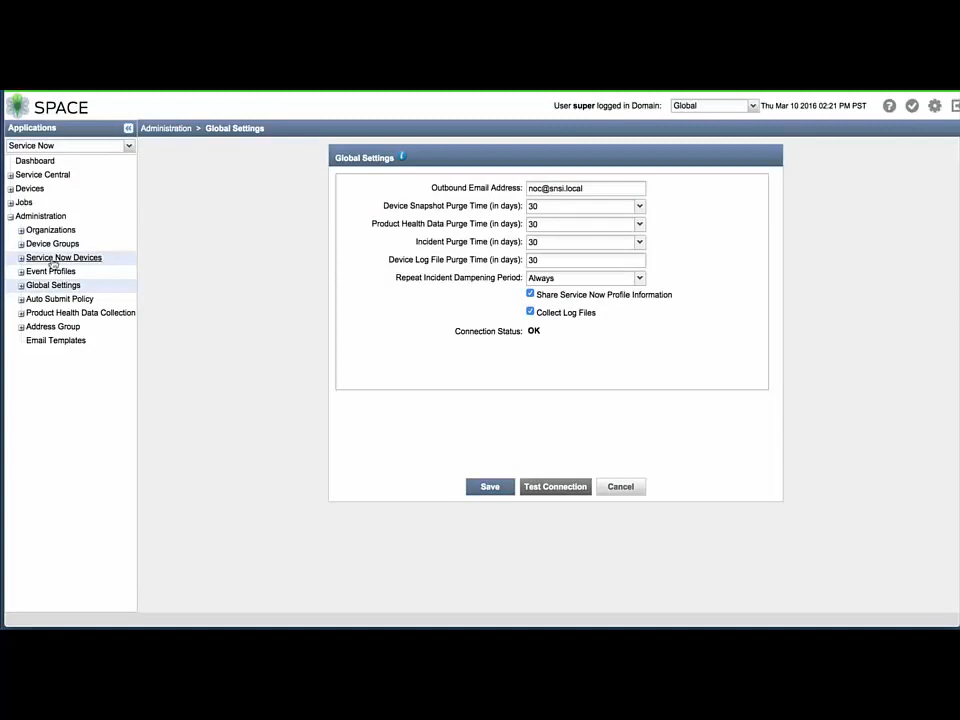 SPACE
User super logged in Domain: Global Thu Mar 10 2016 02:21 PM PST
Applications
Administration > Global Settings
Service Now
Dashboard
Service Central
Devices
Jobs
Administration
Organizations
Device Groups
Service Now Devices
Event Profiles
Global Settings
Auto Submit Policy
Product Health Data Collection
Address Group
Email Templates
Global Settings
Outbound Email Address: noc@snsi.local
Device Snapshot Purge Time (in days): 30
Product Health Data Purge Time (in days): 30
Incident Purge Time (in days): 30
Device Log File Purge Time (in days): 30
Repeat Incident Dampening Period: Always
Share Service Now Profile Information
Collect Log Files
Connection Status: OK
Save Test Connection Cancel